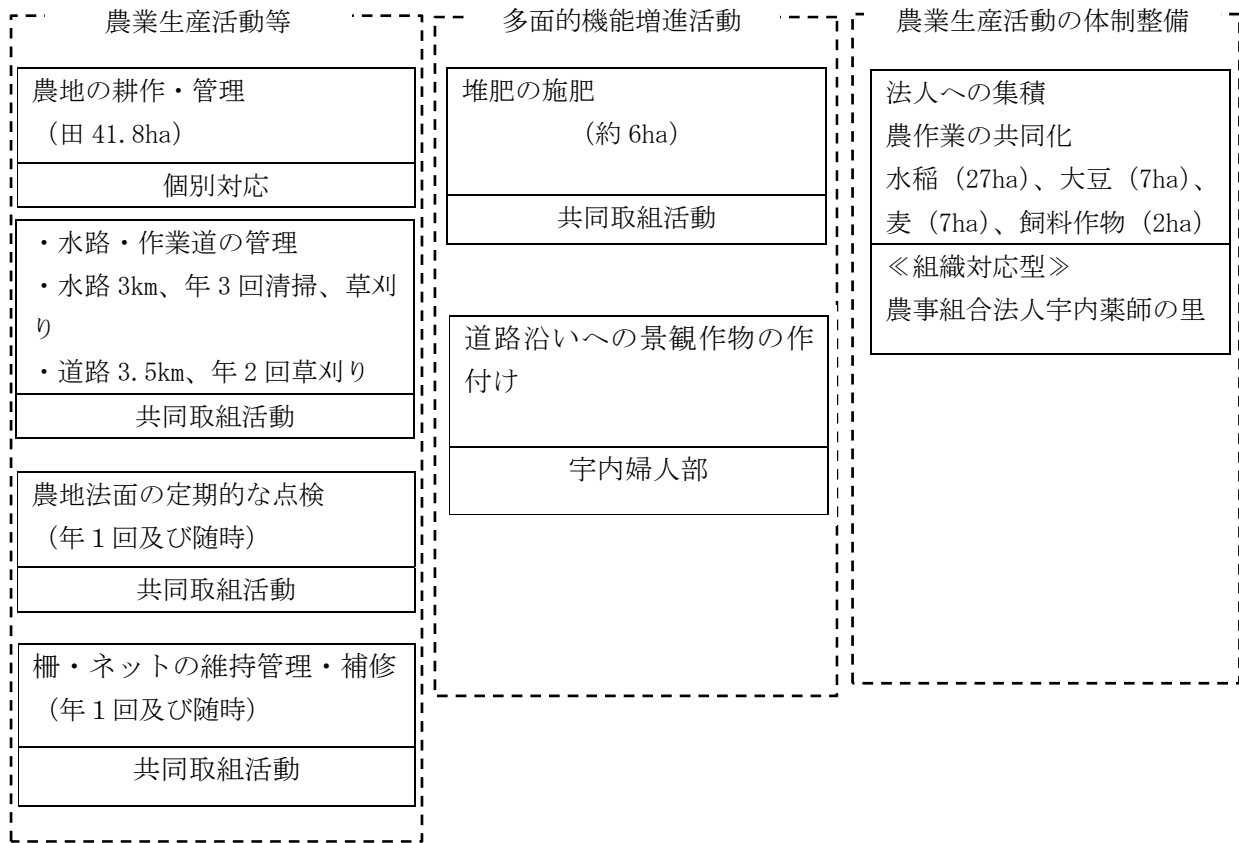 農業生産活動等
農地の耕作・管理
（田 41.8ha）
個別対応
・水路・作業道の管理
・水路 3km、年 3 回清掃、草刈
り
・道路 3.5km、年 2 回草刈り
共同取組活動
農地法面の定期的な点検
（年１回及び随時）
共同取組活動
柵・ネットの維持管理・補修
（年１回及び随時）
共同取組活動
多面的機能増進活動
堆肥の施肥
（約 6ha）
共同取組活動
道路沿いへの景観作物の作
付け
宇内婦人部
農業生産活動の体制整備
法人への集積
農作業の共同化
水稲（27ha）、大豆（7ha）、
麦（7ha）、飼料作物（2ha）
≪組織対応型≫
農事組合法人宇内薬師の里